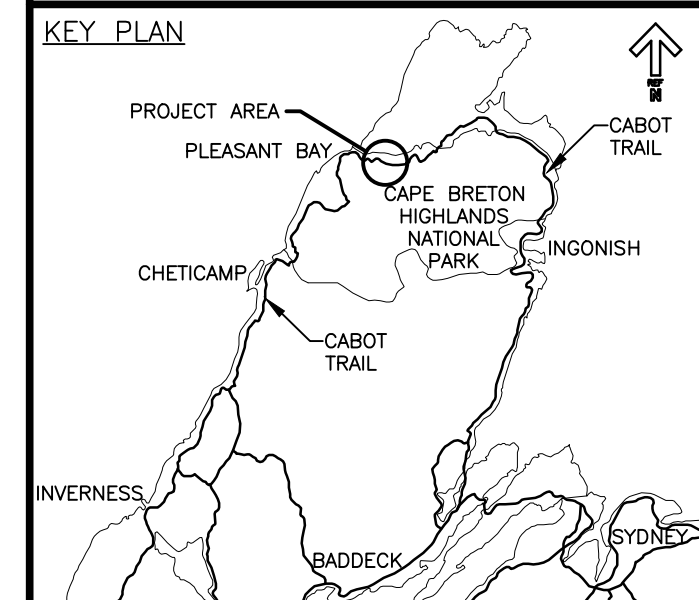 KEY PLAN
REF
N
PROJECT AREA
PLEASANT BAY
CABOT
TRAIL
CAPE BRETON
HIGHLANDS
NATIONAL
PARK
INGONISH
CHETICAMP
CABOT
TRAIL
INVERNESS
BADDECK
SYDNEY